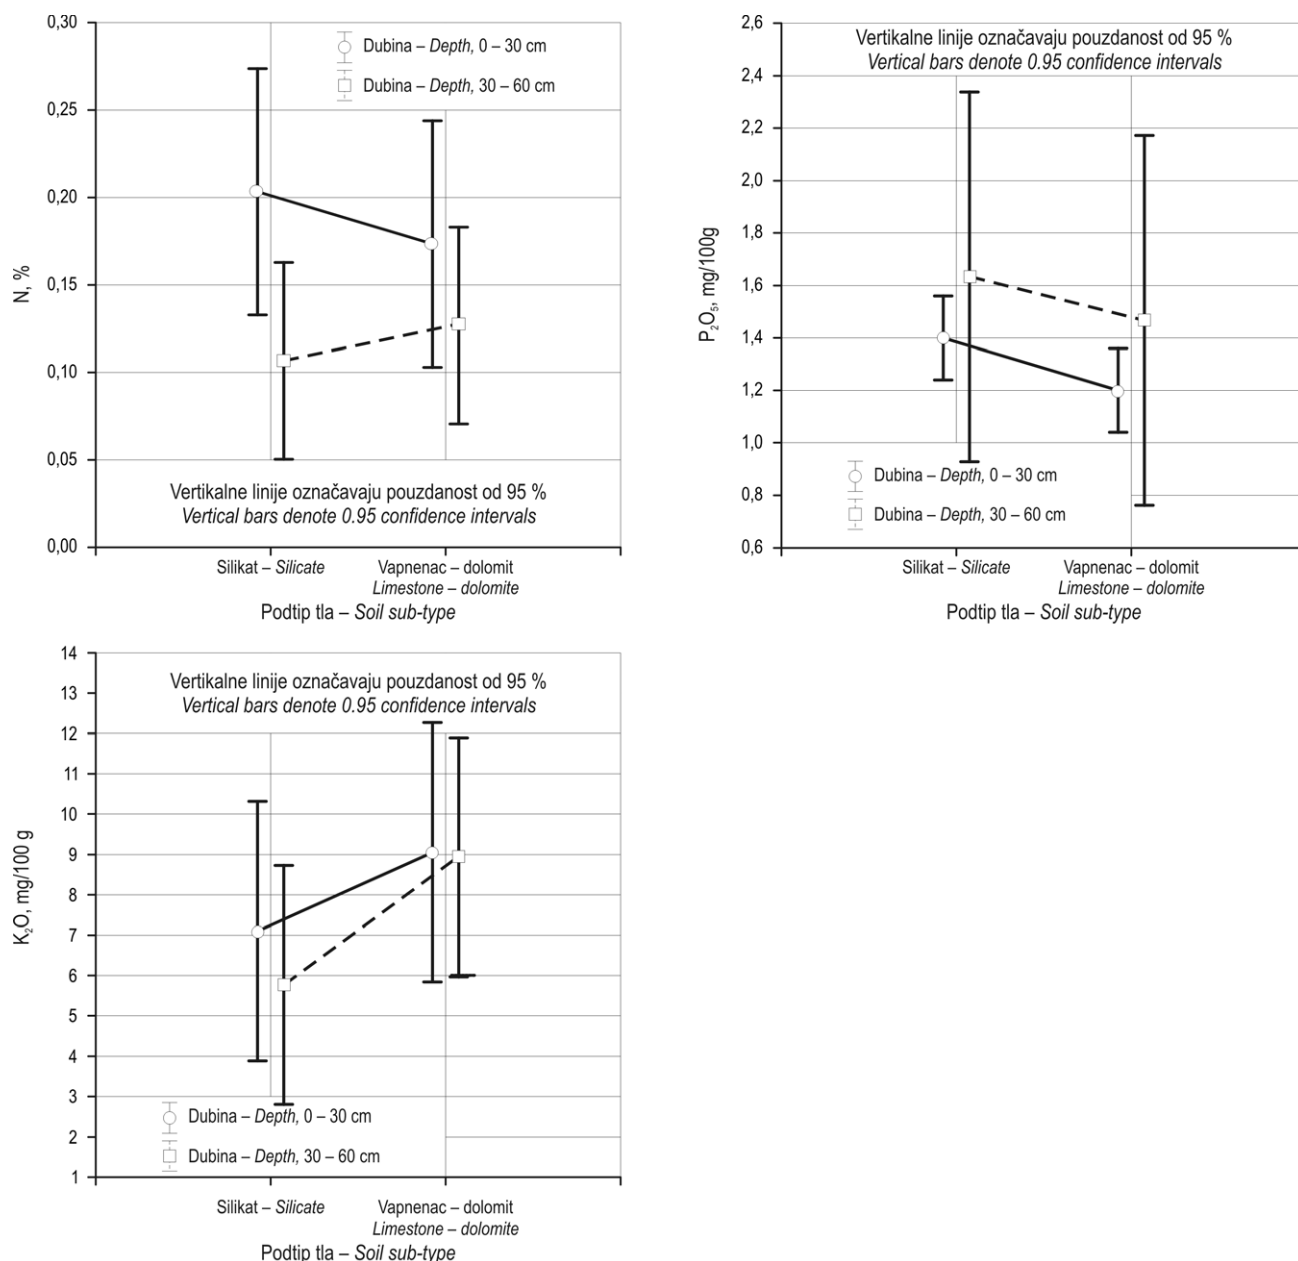 0,30
0,25
0,20
0,15
0,10
0,05
0,00
N, %
Dubina – Depth, 0 – 30 cm
Dubina – Depth, 30 – 60 cm
Vertikalne linije označavaju pouzdanost od 95 %
Vertical bars denote 0.95 confidence intervals
Silikat – Silicate
Vapnenac – dolomit
Limestone – dolomite
Podtip tla – Soil sub-type
2,6
2,4
2,2
2,0
1,8
1,6
1,4
1,2
1,0
0,8
0,6
P₂O₅, mg/100g
Vertikalne linije označavaju pouzdanost od 95 %
Vertical bars denote 0.95 confidence intervals
Dubina – Depth, 0 – 30 cm
Dubina – Depth, 30 – 60 cm
Silikat – Silicate
Vapnenac – dolomit
Limestone – dolomite
Podtip tla – Soil sub-type
14
13
12
11
10
9
8
7
6
5
4
3
2
1
K₂O, mg/100 g
Vertikalne linije označavaju pouzdanost od 95 %
Vertical bars denote 0.95 confidence intervals
Dubina – Depth, 0 – 30 cm
Dubina – Depth, 30 – 60 cm
Silikat – Silicate
Vapnenac – dolomit
Limestone – dolomite
Podtip tla – Soil sub-type